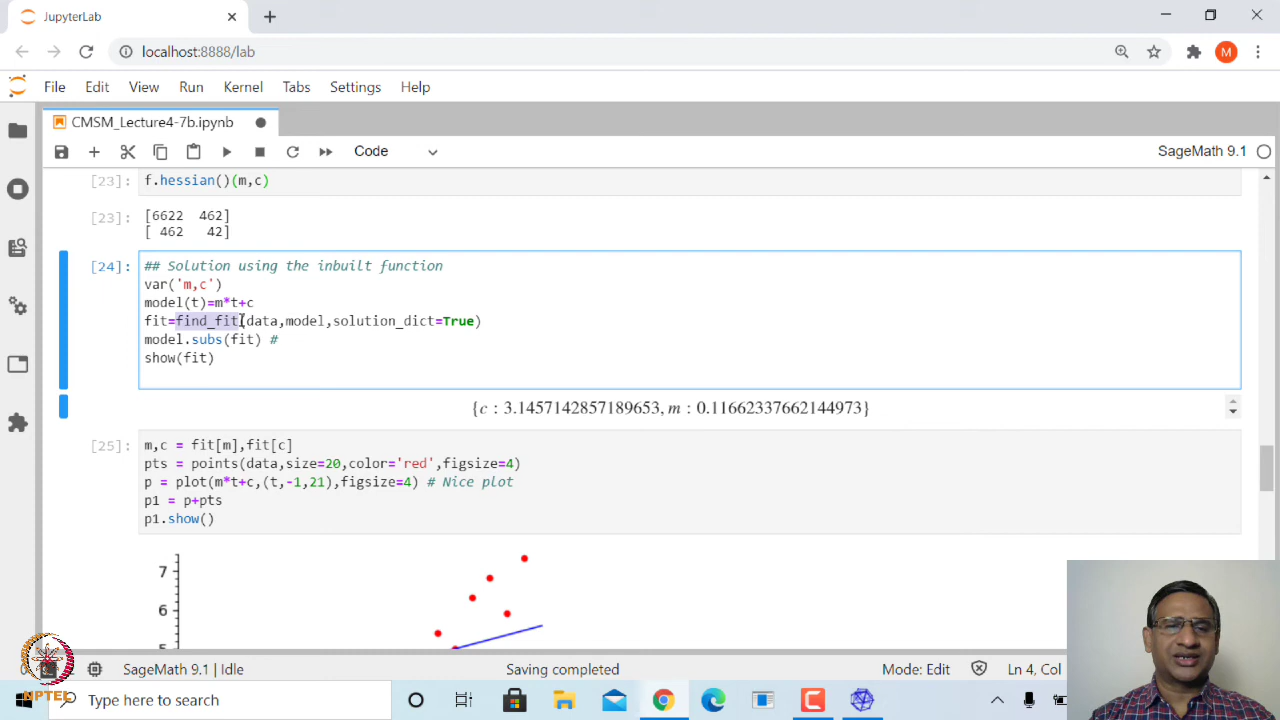 JupyterLab
localhost:8888/lab
M
File Edit View Run Kernel Tabs Settings Help
CMSM_Lecture4-7b.ipynb
Code
SageMath 9.1
[23]: f.hessian()(m,c)
[23]: [6622 462]
[ 462 42]
[24]: ## Solution using the inbuilt function
var('m,c')
model(t)=m*t+c
fit=find_fit(data,model,solution_dict=True)
model.subs(fit) #
show(fit)
{c : 3.1457142857189653, m : 0.11662337662144973}
[25]: m,c = fit[m],fit[c]
pts = points(data,size=20,color='red',figsize=4)
p = plot(m*t+c,(t,-1,21),figsize=4) # Nice plot
p1 = p+pts
p1.show()
7
6
5
SageMath 9.1 | Idle
Saving completed
Mode: Edit
Ln 4, Col
NPTEL
Type here to search